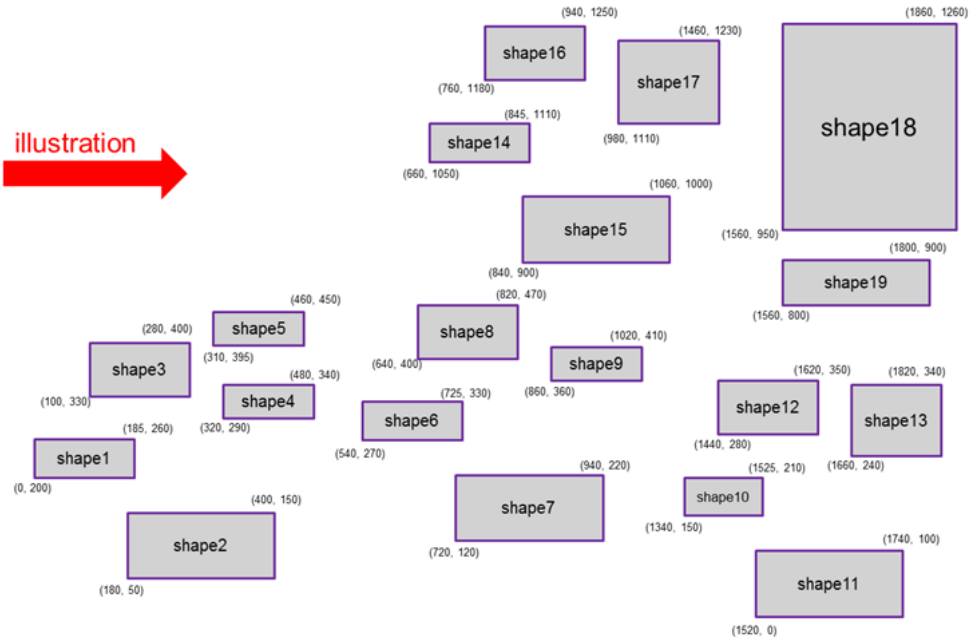 (940, 1250)
(1860, 1260)
shape16
(1460, 1230)
shape17
(760, 1180)
(845, 1110)
shape18
(980, 1110)
illustration
shape14
(660, 1050)
(1060, 1000)
shape15
(1560, 950)
(1800, 900)
(840, 900)
shape19
(820, 470)
(460, 450)
(1560, 800)
(280, 400)
shape5
shape8
(1020, 410)
(310, 395)
shape3
(640, 400)
shape9
(480, 340)
(1620, 350)
(1820, 340)
(725, 330)
(860, 360)
(100, 330)
shape4
shape12
shape6
shape13
(320, 290)
(185, 260)
(1440, 280)
(540, 270)
shape1
(1660, 240)
(940, 220)
(1525, 210)
(0, 200)
(400, 150)
shape10
shape7
(1340, 150)
shape2
(1740, 100)
(720, 120)
(180, 50)
shape11
(1520, 0)